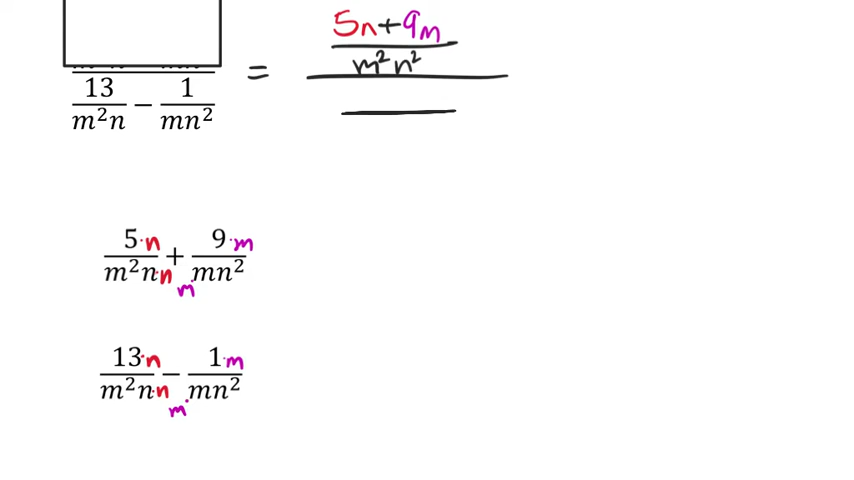 5n+9m
m²n²
13/m²n − 1/mn² =
5·n/m²n·n + 9·m/m·mn²
13·n/m²n·n − 1·m/m·mn²